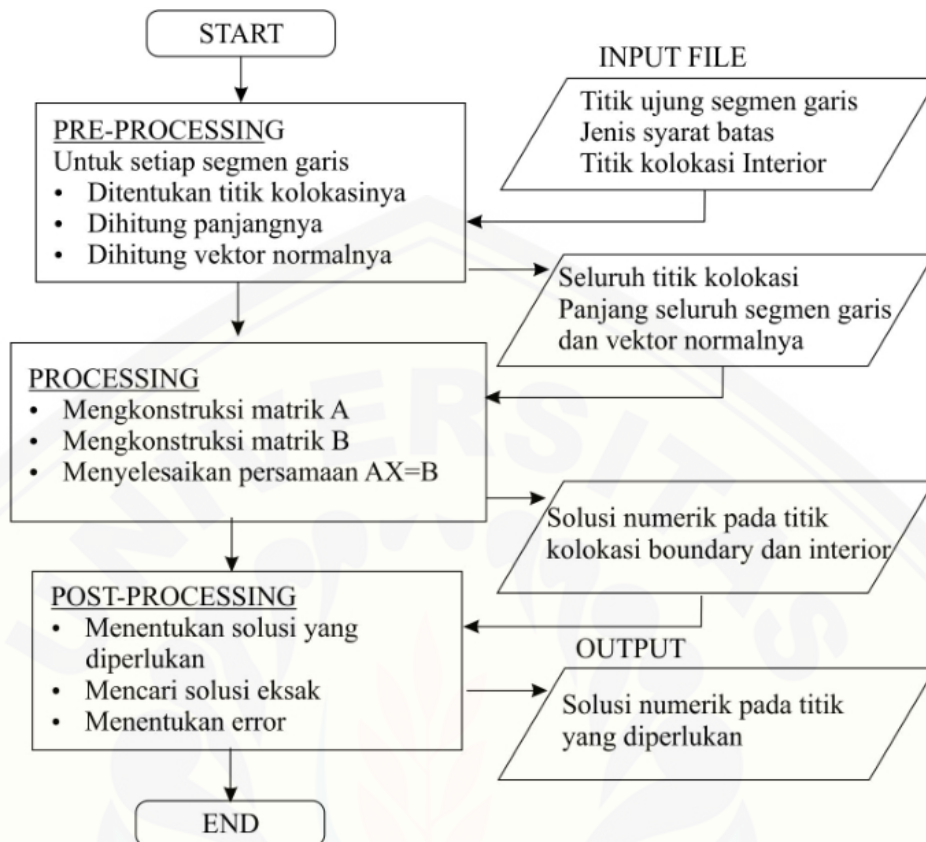 START
INPUT FILE
Titik ujung segmen garis
Jenis syarat batas
Titik kolokasi Interior
PRE-PROCESSING
Untuk setiap segmen garis
• Ditentukan titik kolokasinya
• Dihitung panjangnya
• Dihitung vektor normalnya
Seluruh titik kolokasi
Panjang seluruh segmen garis
dan vektor normalnya
PROCESSING
• Mengkonstruksi matrik A
• Mengkonstruksi matrik B
• Menyelesaikan persamaan AX=B
Solusi numerik pada titik
kolokasi boundary dan interior
POST-PROCESSING
• Menentukan solusi yang
diperlukan
• Mencari solusi eksak
• Menentukan error
OUTPUT
Solusi numerik pada titik
yang diperlukan
END
UNIVERSITAS